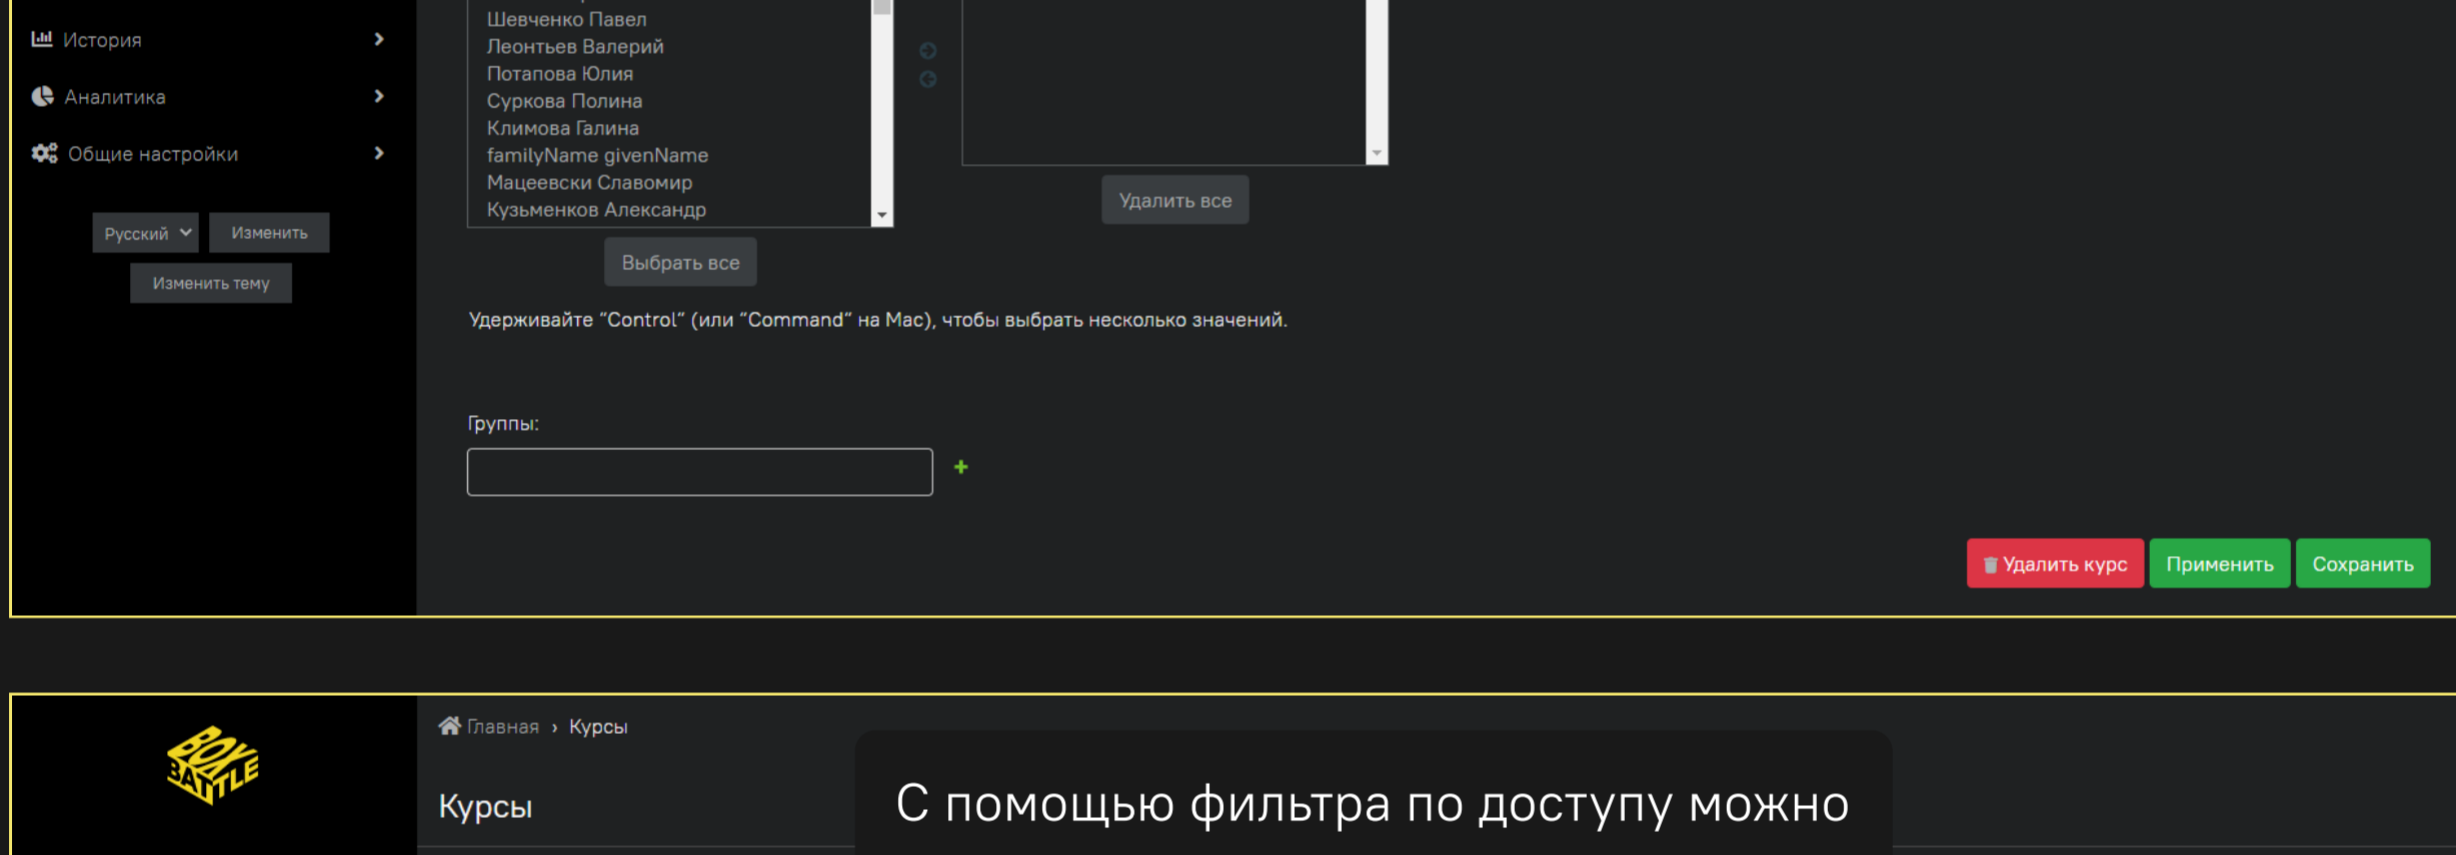 История
Аналитика
Общие настройки
Русский
Изменить
Изменить тему
Шевченко Павел
Леонтьев Валерий
Потапова Юлия
Суркова Полина
Климова Галина
familyName givenName
Мацеевски Славомир
Кузьменков Александр
Выбрать все
Удалить все
Удерживайте “Control“ (или “Command“ на Mac), чтобы выбрать несколько значений.
Группы:
Удалить курс
Применить
Сохранить
BOX
BATTLE
Главная › Курсы
Курсы
С помощью фильтра по доступу можно